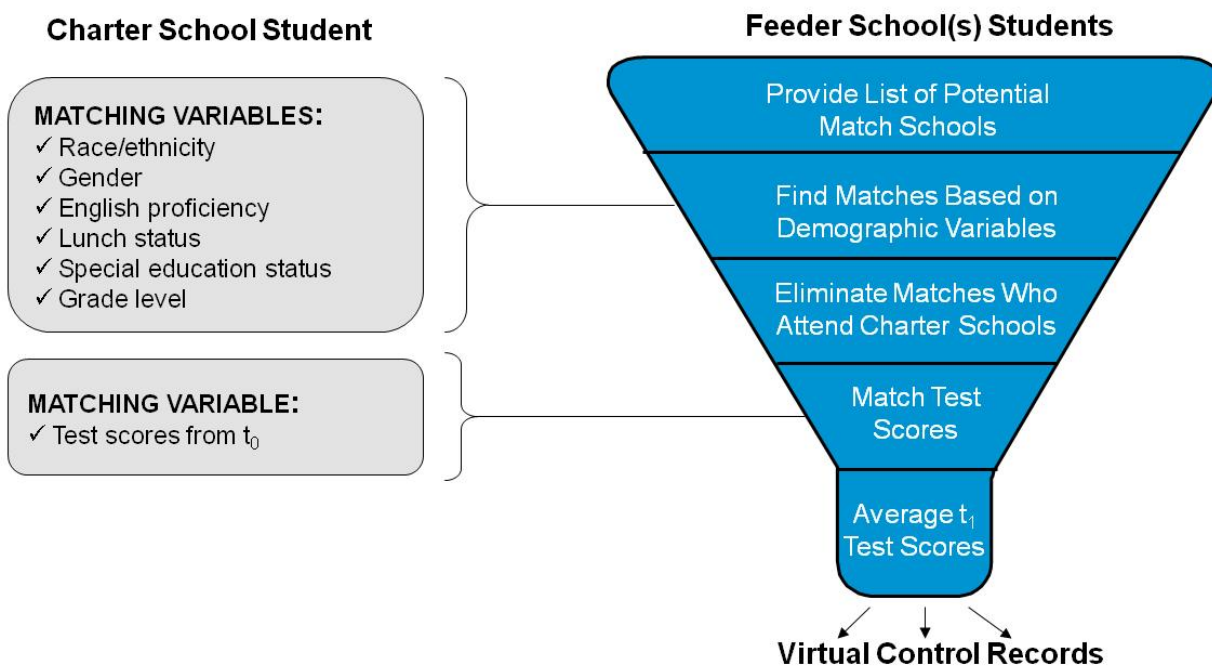 Charter School Student
MATCHING VARIABLES:
✓ Race/ethnicity
✓ Gender
✓ English proficiency
✓ Lunch status
✓ Special education status
✓ Grade level
MATCHING VARIABLE:
✓ Test scores from t₀
Feeder School(s) Students
Provide List of Potential
Match Schools
Find Matches Based on
Demographic Variables
Eliminate Matches Who
Attend Charter Schools
Match Test
Scores
Average t₁
Test Scores
Virtual Control Records